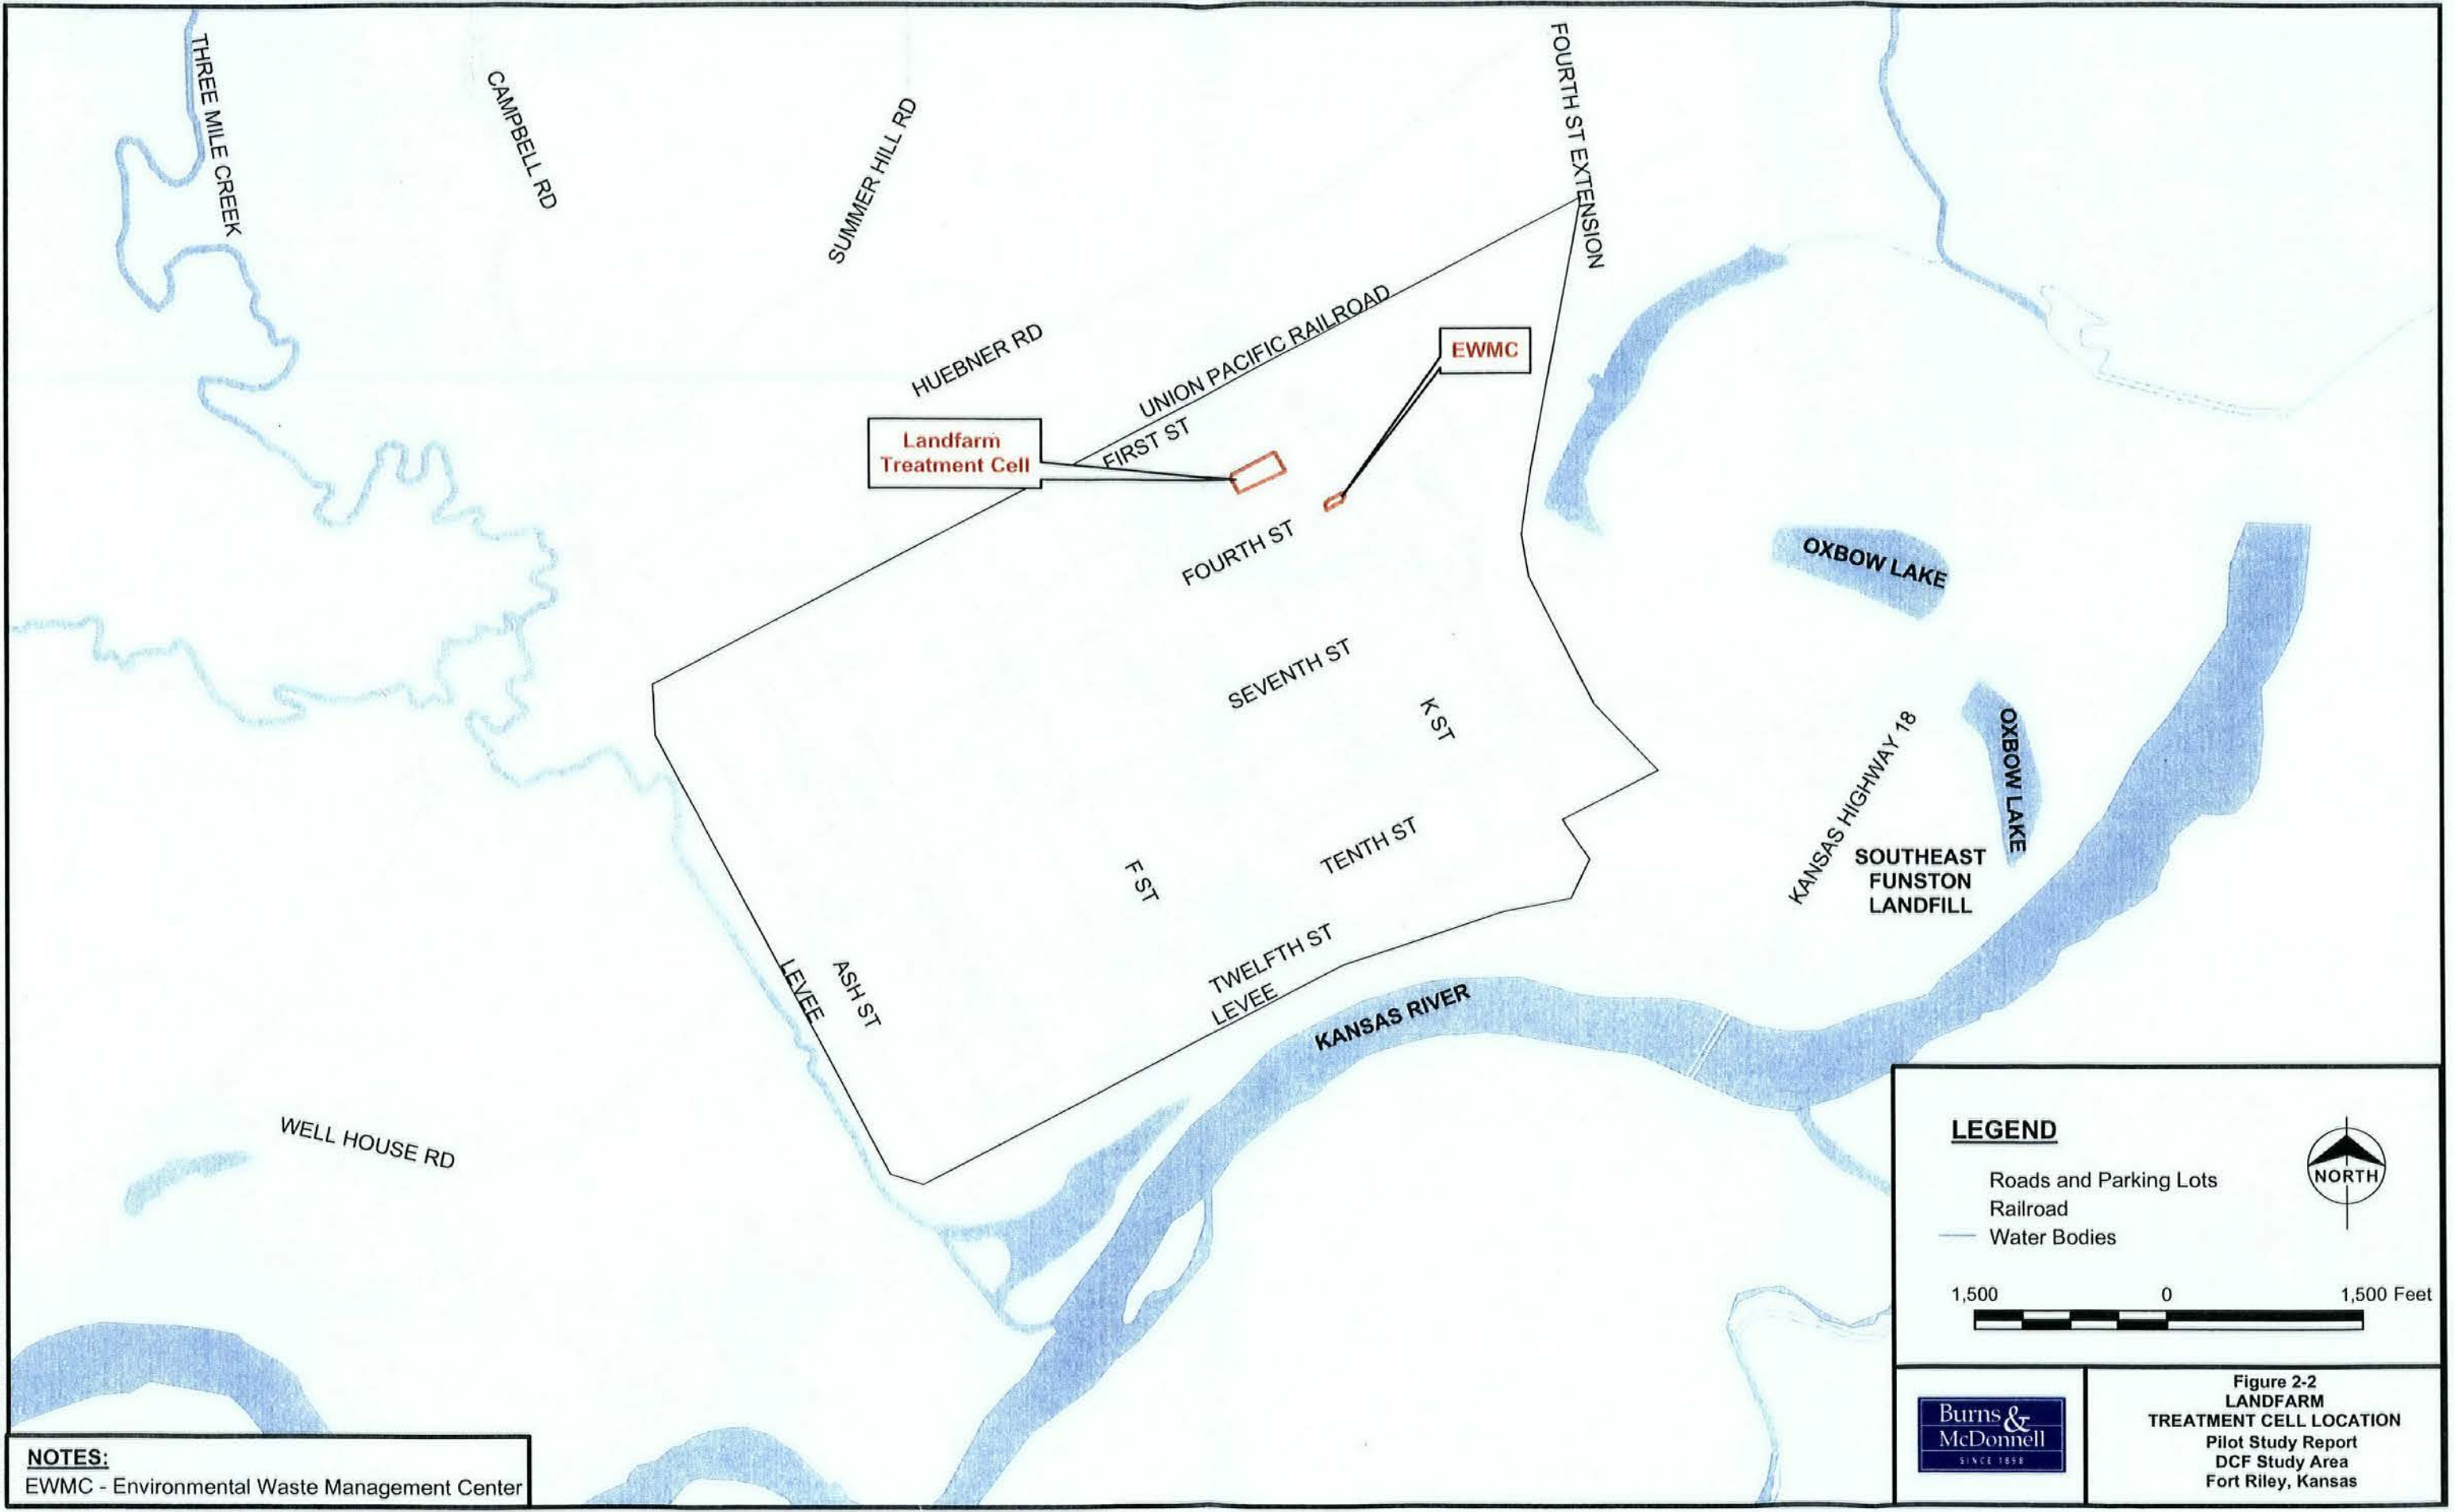 THREE MILE CREEK
CAMPBELL RD
SUMMER HILL RD
FOURTH ST EXTENSION
HUEBNER RD
UNION PACIFIC RAILROAD
EWMC
FIRST ST
Landfarm
Treatment Cell
FOURTH ST
OXBOW LAKE
SEVENTH ST
K ST
KANSAS HIGHWAY 18
OXBOW LAKE
SOUTHEAST
FUNSTON
LANDFILL
TENTH ST
F ST
TWELFTH ST
LEVEE
ASH ST
LEVEE
KANSAS RIVER
WELL HOUSE RD
LEGEND
Roads and Parking Lots
Railroad
Water Bodies
NORTH
1,500 0 1,500 Feet
Burns &
McDonnell
SINCE 1898
Figure 2-2
LANDFARM
TREATMENT CELL LOCATION
Pilot Study Report
DCF Study Area
Fort Riley, Kansas
NOTES:
EWMC - Environmental Waste Management Center